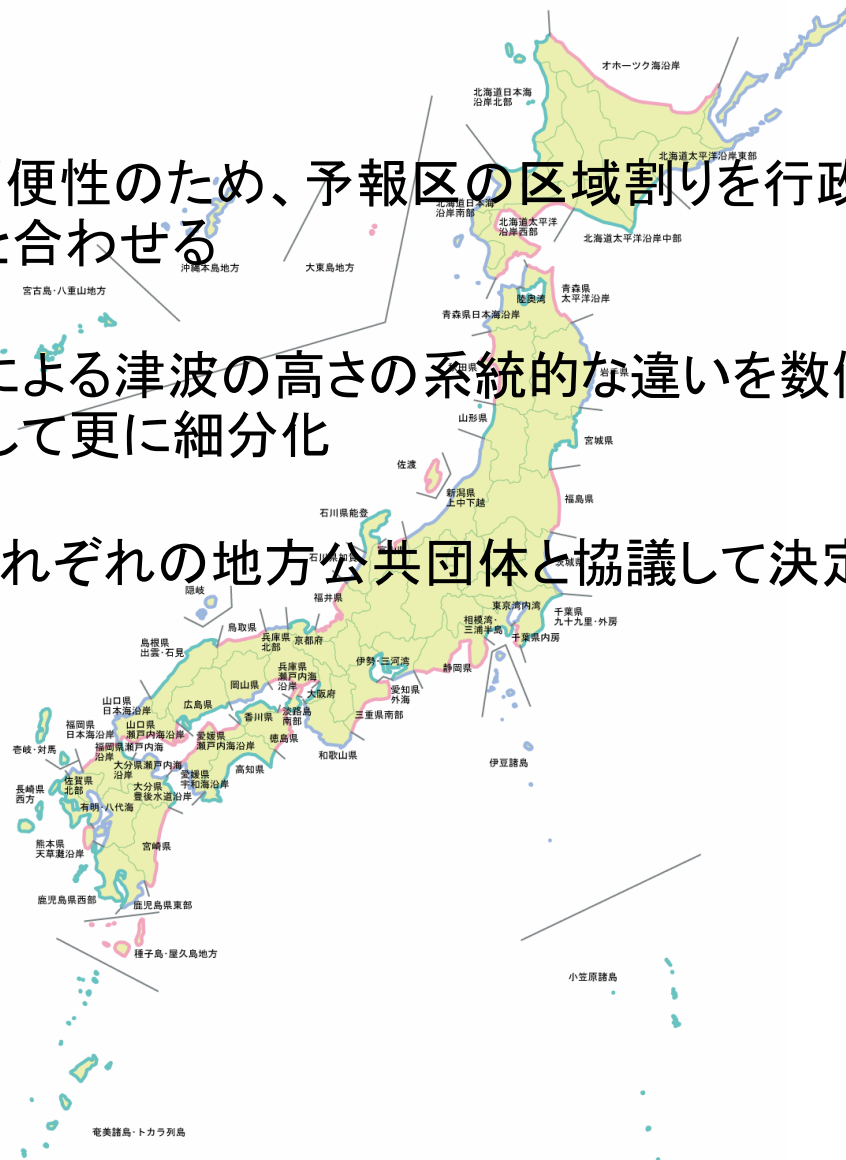 オホーツク海沿岸
北海道日本海
沿岸北部
北海道太平洋沿岸東部
便性のため、予報区の区域割りを行政
北海道日本海
沿岸南部
北海道太平洋
沿岸西部
北海道太平洋沿岸中部
と合わせる
沖縄本島地方
大東島地方
宮古島・八重山地方
陸奥湾
青森県
太平洋沿岸
青森県日本海沿岸
による津波の高さの系統的な違いを数値
秋田県
岩手県
山形県
して更に細分化
宮城県
佐渡
新潟県
上中下越
福島県
石川県能登
れぞれの地方公共団体と協議して決定
石川県加賀
茨城県
隠岐
福井県
東京湾内湾
相模湾・
三浦半島
千葉県
九十九里・外房
千葉県内房
鳥取県
兵庫県
北部
京都府
島根県
出雲・石見
伊勢・三河湾
静岡県
兵庫県
瀬戸内海
沿岸
岡山県
大阪府
愛知県
外海
山口県
日本海沿岸
広島県
香川県
淡路島
南部
三重県南部
福岡県
日本海沿岸
山口県
瀬戸内海沿岸
愛媛県
瀬戸内海沿岸
徳島県
壱岐・対馬
福岡県瀬戸内海
沿岸
和歌山県
大分県瀬戸内海
沿岸
高知県
伊豆諸島
愛媛県
宇和海沿岸
佐賀県
北部
大分県
豊後水道沿岸
長崎県
西方
有明・八代海
熊本県
天草灘沿岸
宮崎県
鹿児島県西部
鹿児島県東部
種子島・屋久島地方
小笠原諸島
奄美諸島・トカラ列島